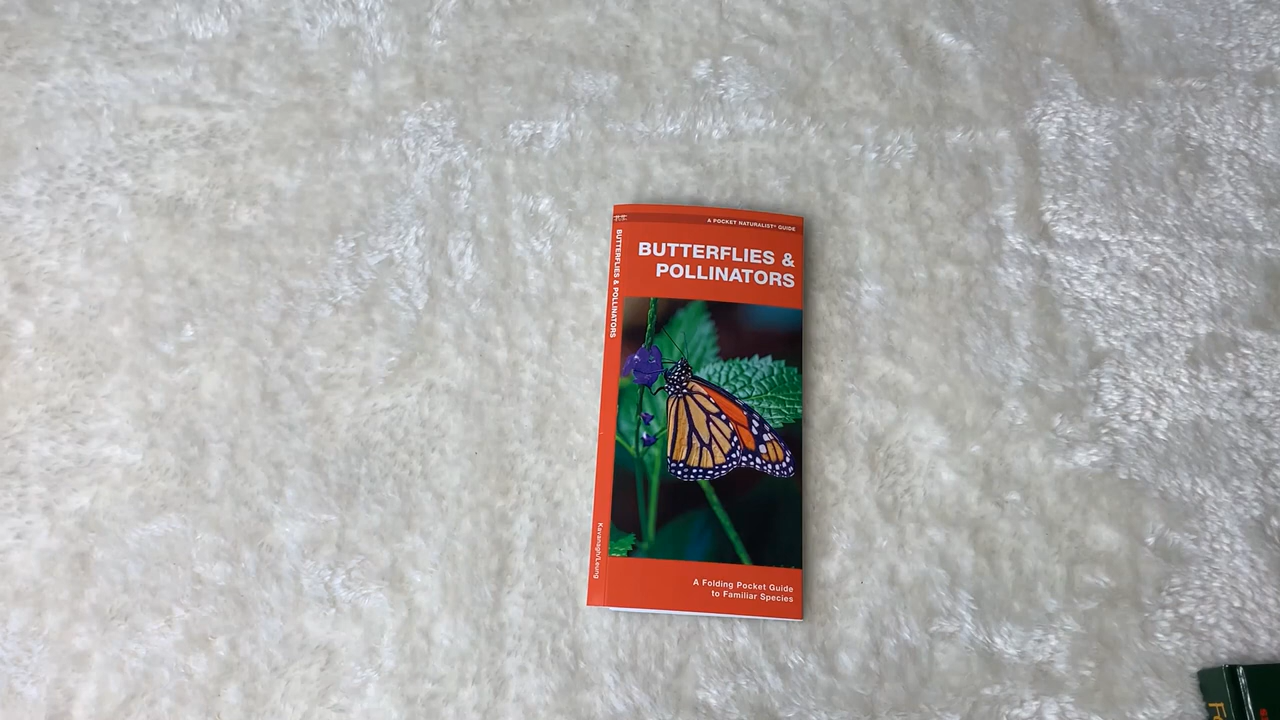 A POCKET NATURALIST® GUIDE
BUTTERFLIES &
POLLINATORS
BUTTERFLIES & POLLINATORS
Kavanagh/Leung
A Folding Pocket Guide
to Familiar Species
F